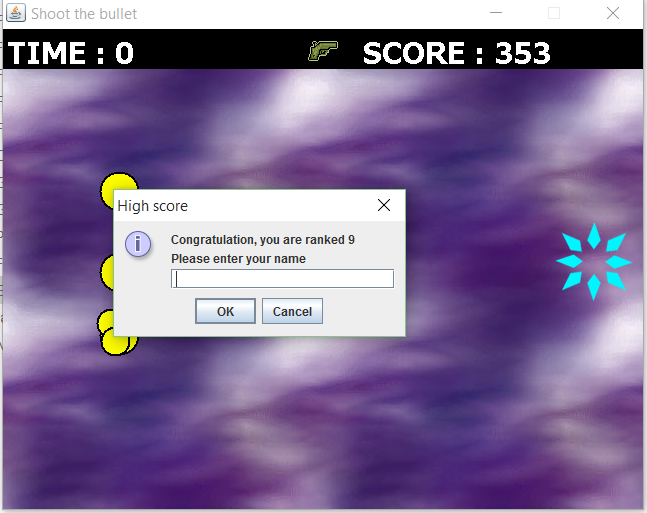 Shoot the bullet
TIME : 0 SCORE : 353
High score
Congratulation, you are ranked 9
Please enter your name
OK Cancel